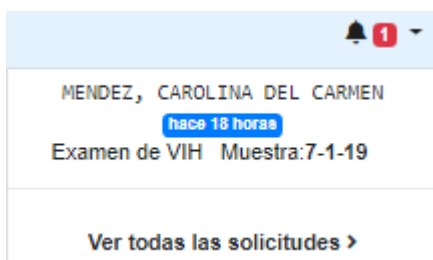 1
MENDEZ, CAROLINA DEL CARMEN
hace 18 horas
Examen de VIH Muestra:7-1-19
Ver todas las solicitudes >